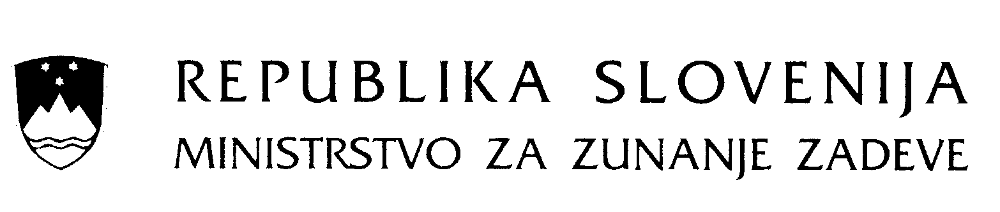 REPUBLIKA SLOVENIJA
MINISTRSTVO ZA ZUNANJE ZADEVE